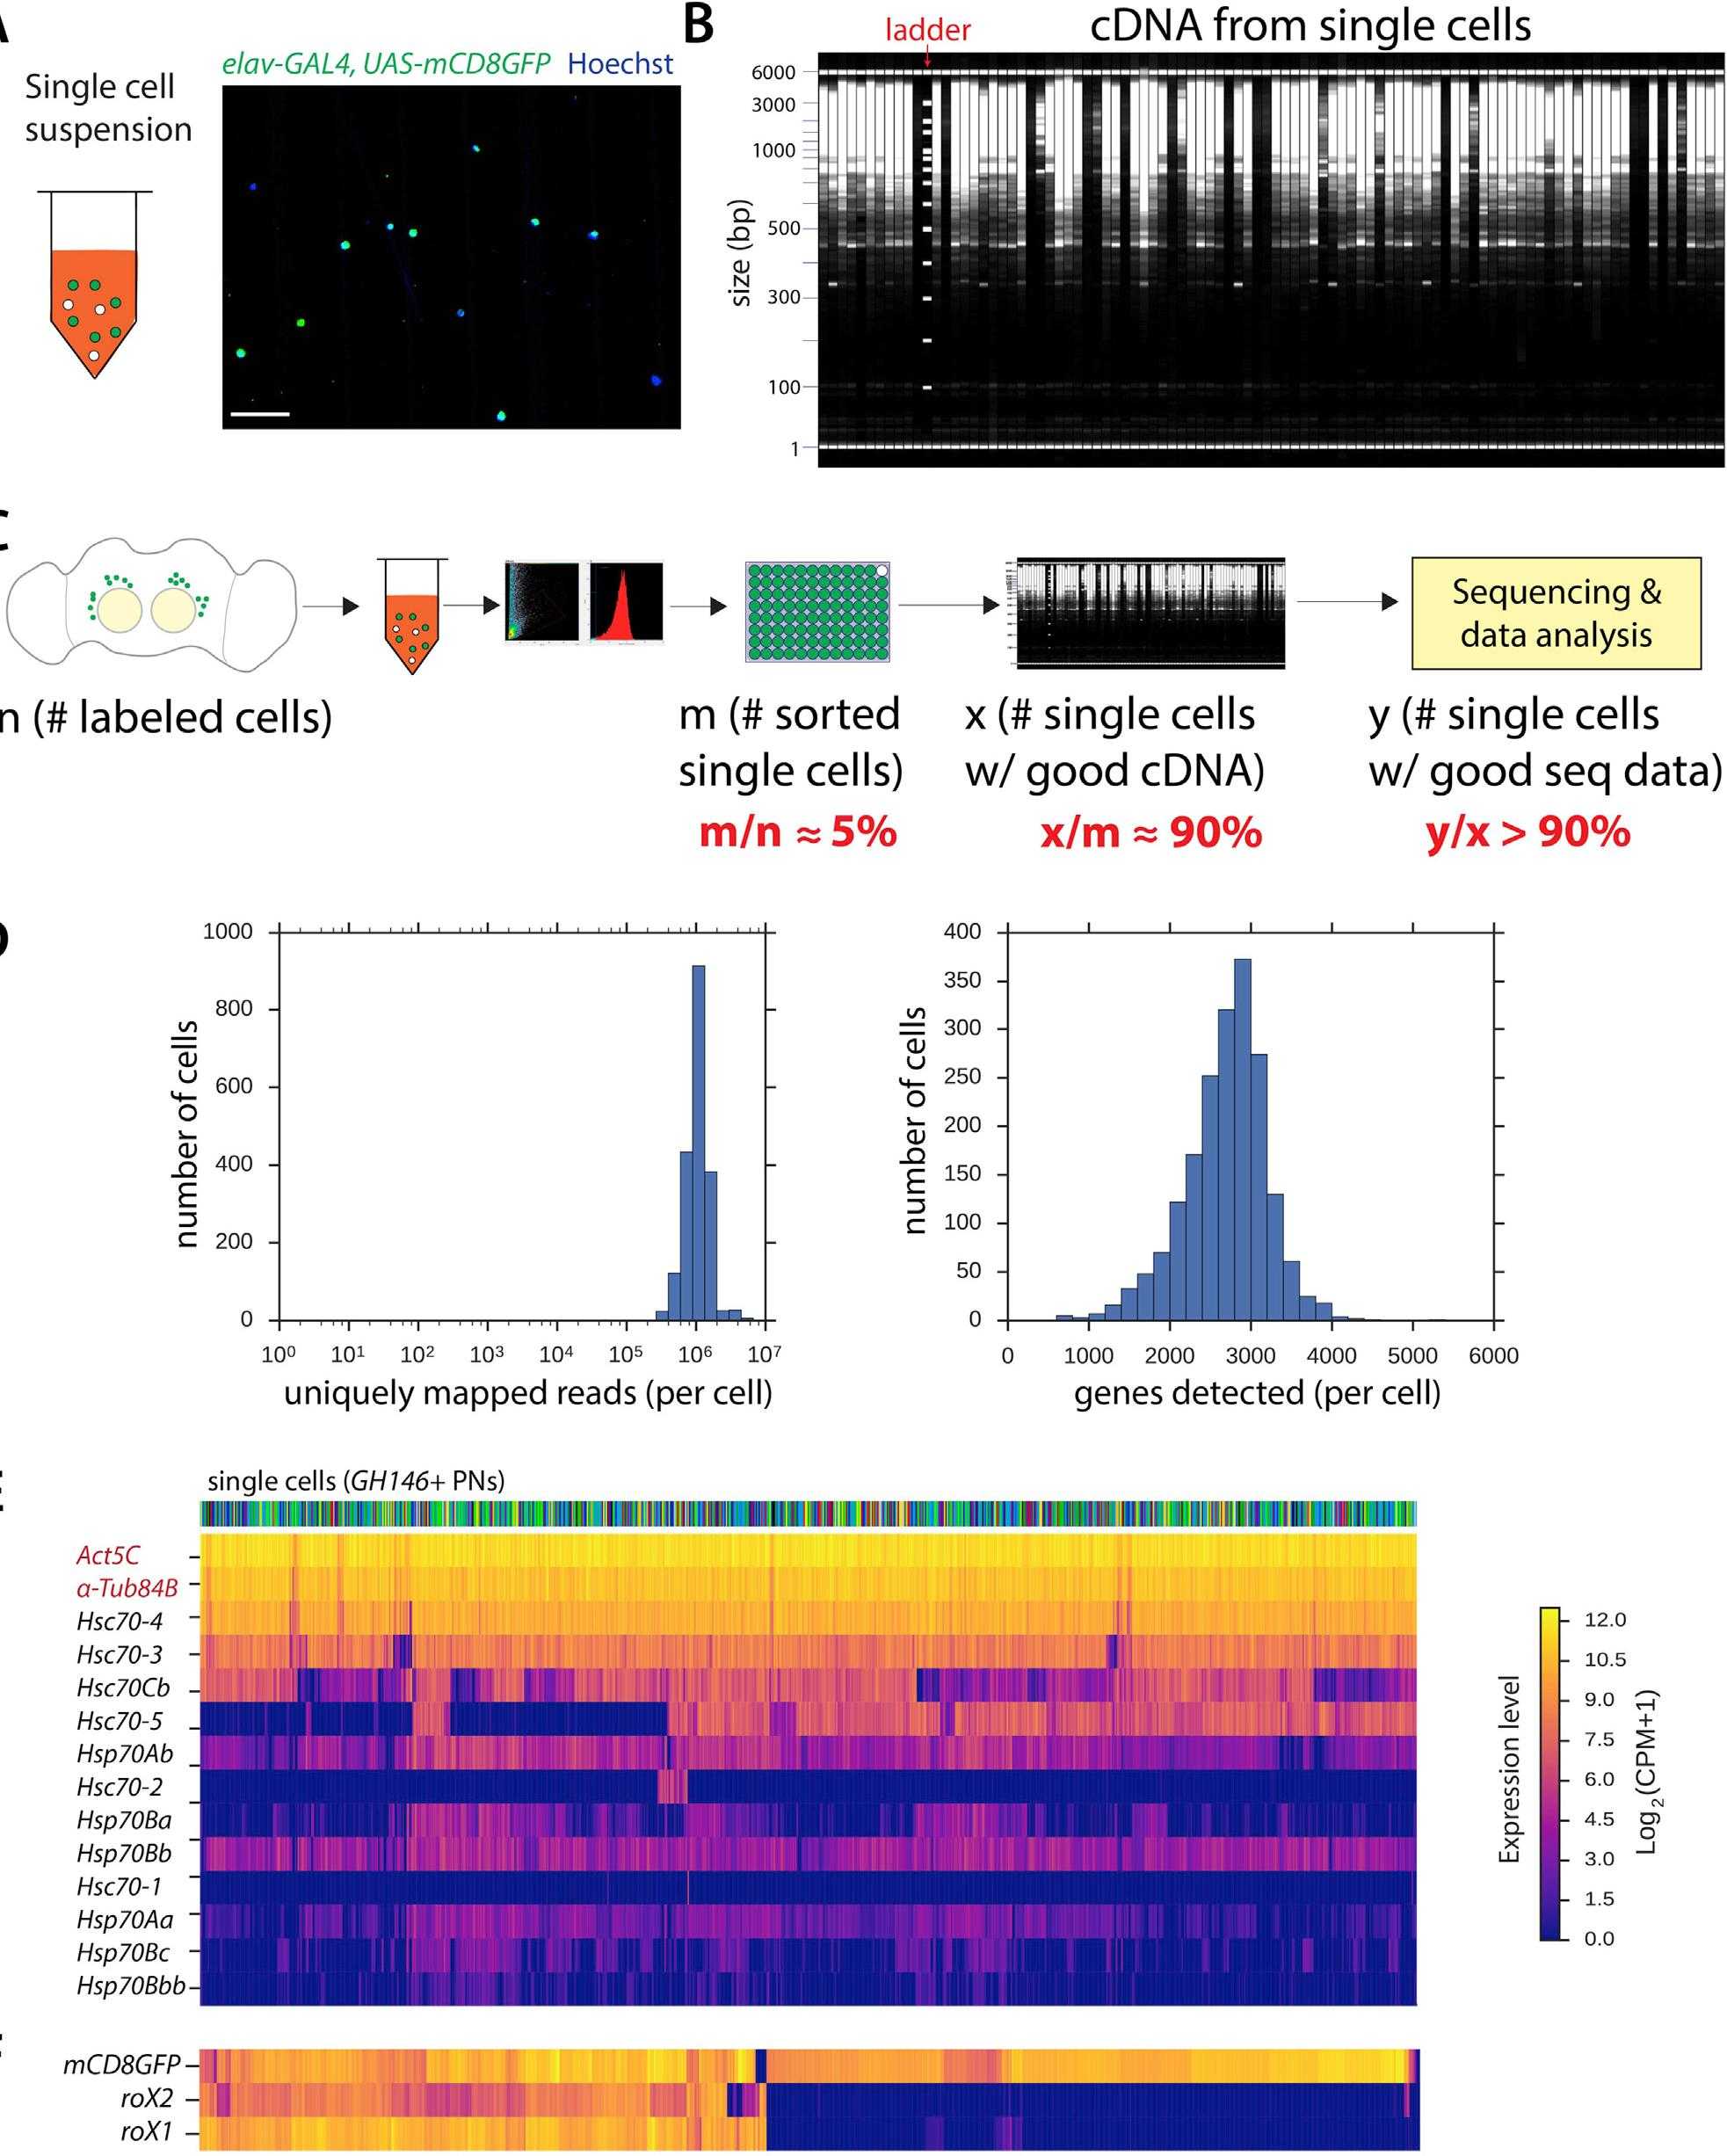 A
B
Single cell
suspension
elav-GAL4, UAS-mCD8GFP Hoechst
ladder
cDNA from single cells
size (bp)
6000
3000
1000
500
300
100
1
C
n (# labeled cells)
m (# sorted
single cells)
m/n ≈ 5%
x (# single cells
w/ good cDNA)
x/m ≈ 90%
Sequencing &
data analysis
y (# single cells
w/ good seq data)
y/x > 90%
D
number of cells
1000
800
600
400
200
0
10⁰ 10¹ 10² 10³ 10⁴ 10⁵ 10⁶ 10⁷
uniquely mapped reads (per cell)
number of cells
400
350
300
250
200
150
100
50
0
0 1000 2000 3000 4000 5000 6000
genes detected (per cell)
E
single cells (GH146+ PNs)
Act5C
α-Tub84B
Hsc70-4
Hsc70-3
Hsc70Cb
Hsc70-5
Hsp70Ab
Hsc70-2
Hsp70Ba
Hsp70Bb
Hsc70-1
Hsp70Aa
Hsp70Bc
Hsp70Bbb
Expression level
Log₂(CPM+1)
12.0
10.5
9.0
7.5
6.0
4.5
3.0
1.5
0.0
mCD8GFP
roX2
roX1